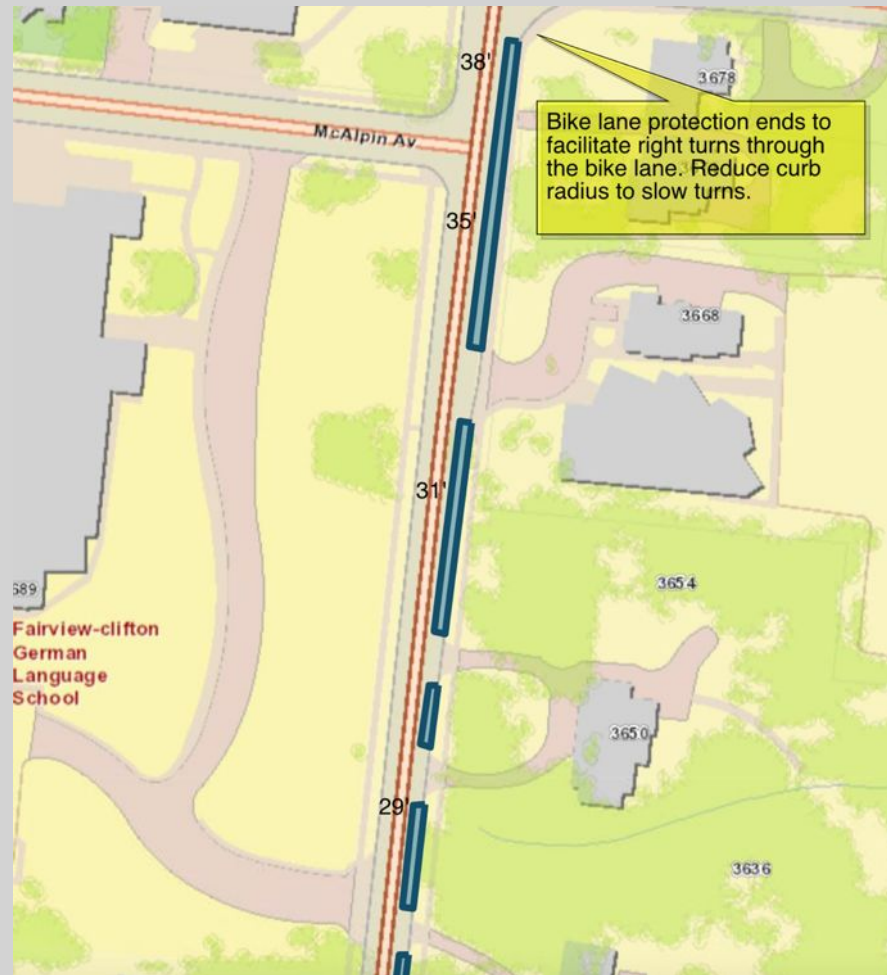 38'
3678
Bike lane protection ends to
facilitate right turns through
the bike lane. Reduce curb
radius to slow turns.
McAlpin Av
35'
3668
31'
3654
689
Fairview-clifton
German
Language
School
3650
29'
3636